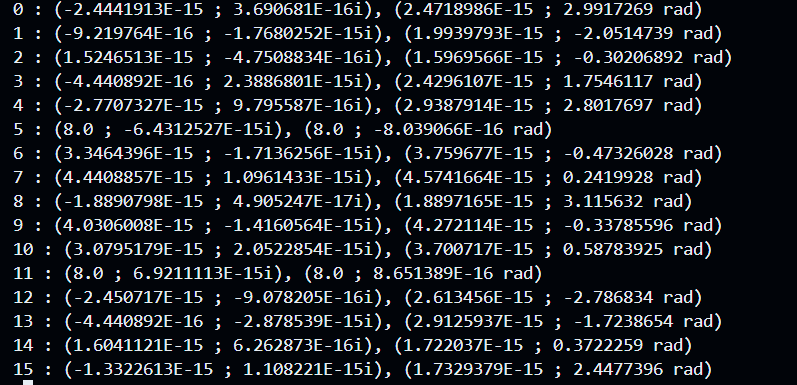 0 : (-2.4441913E-15 ; 3.690681E-16i), (2.4718986E-15 ; 2.9917269 rad)
1 : (-9.219764E-16 ; -1.7680252E-15i), (1.9939793E-15 ; -2.0514739 rad)
2 : (1.5246513E-15 ; -4.7508834E-16i), (1.5969566E-15 ; -0.30206892 rad)
3 : (-4.440892E-16 ; 2.3886801E-15i), (2.4296107E-15 ; 1.7546117 rad)
4 : (-2.7707327E-15 ; 9.795587E-16i), (2.9387914E-15 ; 2.8017697 rad)
5 : (8.0 ; -6.4312527E-15i), (8.0 ; -8.039066E-16 rad)
6 : (3.3464396E-15 ; -1.7136256E-15i), (3.759677E-15 ; -0.47326028 rad)
7 : (4.4408857E-15 ; 1.0961433E-15i), (4.5741664E-15 ; 0.2419928 rad)
8 : (-1.8890798E-15 ; 4.905247E-17i), (1.8897165E-15 ; 3.115632 rad)
9 : (4.0306008E-15 ; -1.4160564E-15i), (4.272114E-15 ; -0.33785596 rad)
10 : (3.0795179E-15 ; 2.0522854E-15i), (3.700717E-15 ; 0.58783925 rad)
11 : (8.0 ; 6.9211113E-15i), (8.0 ; 8.651389E-16 rad)
12 : (-2.450717E-15 ; -9.078205E-16i), (2.613456E-15 ; -2.786834 rad)
13 : (-4.440892E-16 ; -2.878539E-15i), (2.9125937E-15 ; -1.7238654 rad)
14 : (1.6041121E-15 ; 6.262873E-16i), (1.722037E-15 ; 0.3722959 rad)
15 : (-1.3322613E-15 ; 1.108221E-15i), (1.7329379E-15 ; 2.4477396 rad)